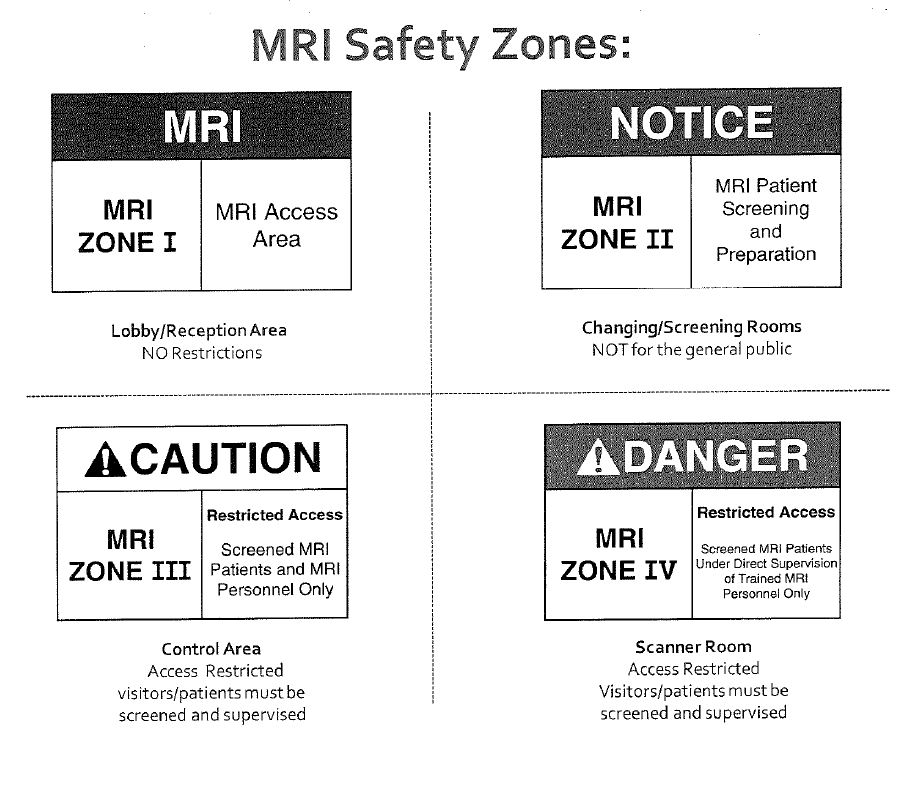 MRI Safety Zones:
MRI
MRI
ZONE I
MRI Access
Area
Lobby/Reception Area
NO Restrictions
NOTICE
MRI
ZONE II
MRI Patient
Screening
and
Preparation
Changing/Screening Rooms
NOT for the general public
CAUTION
MRI
ZONE III
Restricted Access
Screened MRI
Patients and MRI
Personnel Only
Control Area
Access Restricted
visitors/patients must be
screened and supervised
DANGER
MRI
ZONE IV
Restricted Access
Screened MRI Patients
Under Direct Supervision
of Trained MRI
Personnel Only
Scanner Room
Access Restricted
Visitors/patients must be
screened and supervised